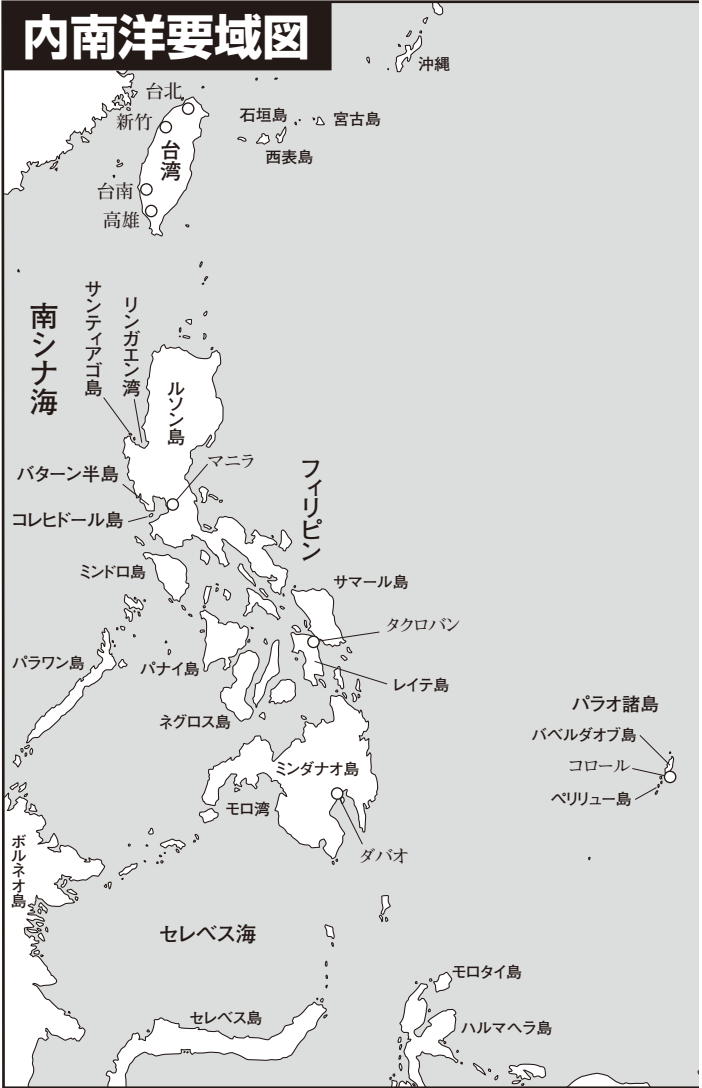 内南洋要域図
沖縄
台北
石垣島
宮古島
新竹
西表島
台湾
台南
高雄
南シナ海
サンティアゴ島
リンガエン湾
ルソン島
マニラ
フィリピン
バターン半島
コレヒドール島
ミンドロ島
サマール島
タクロバン
パラワン島
パナイ島
レイテ島
ネグロス島
パラオ諸島
バベルダオブ島
コロール
ペリリュー島
ミンダナオ島
モロ湾
ダバオ
ボルネオ島
セレベス海
モロタイ島
セレベス島
ハルマヘラ島